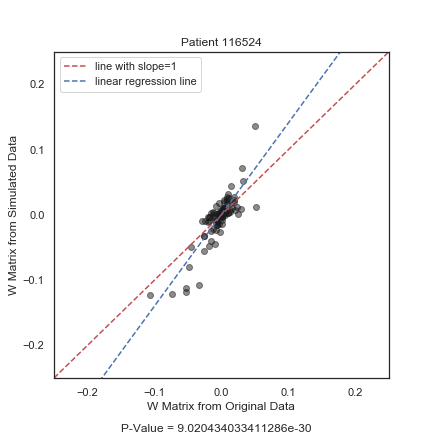 Patient 116524
line with slope=1
linear regression line
W Matrix from Simulated Data
0.2
0.1
0.0
−0.1
−0.2
−0.2
−0.1
0.0
0.1
0.2
W Matrix from Original Data
P-Value = 9.020434033411286e-30